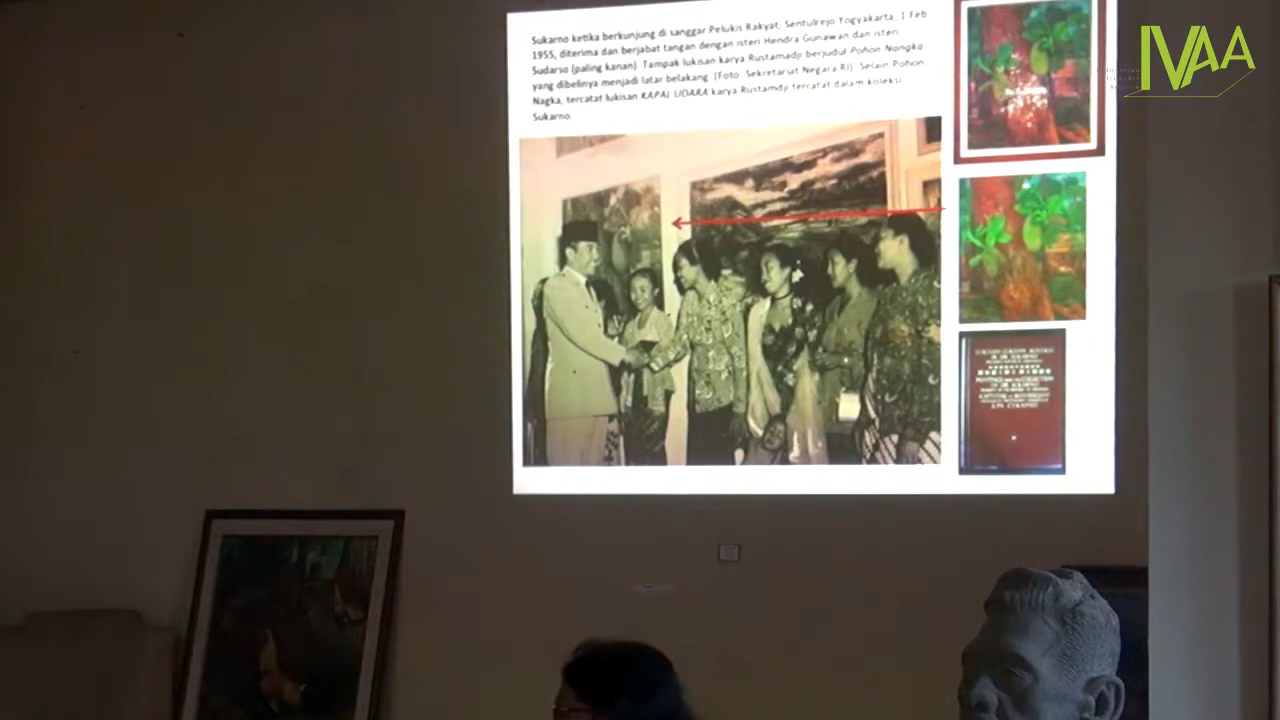 Sukarno ketika berkunjung di sanggar Pelukis Rakyat, Sentulrejo Yogyakarta, 1 Feb
1955, diterima dan berjabat tangan dengan isteri Hendra Gunawan dan isteri
Sudarso (paling kanan). Tampak lukisan karya Rustamadji berjudul Pohon Nangka
yang dibelinya menjadi latar belakang. (Foto: Sekretariat Negara RI). Selain Pohon
Nagka, tercatat lukisan KAPAL UDARA karya Rustamdji tercatat dalam koleksi
Sukarno.
IVAA